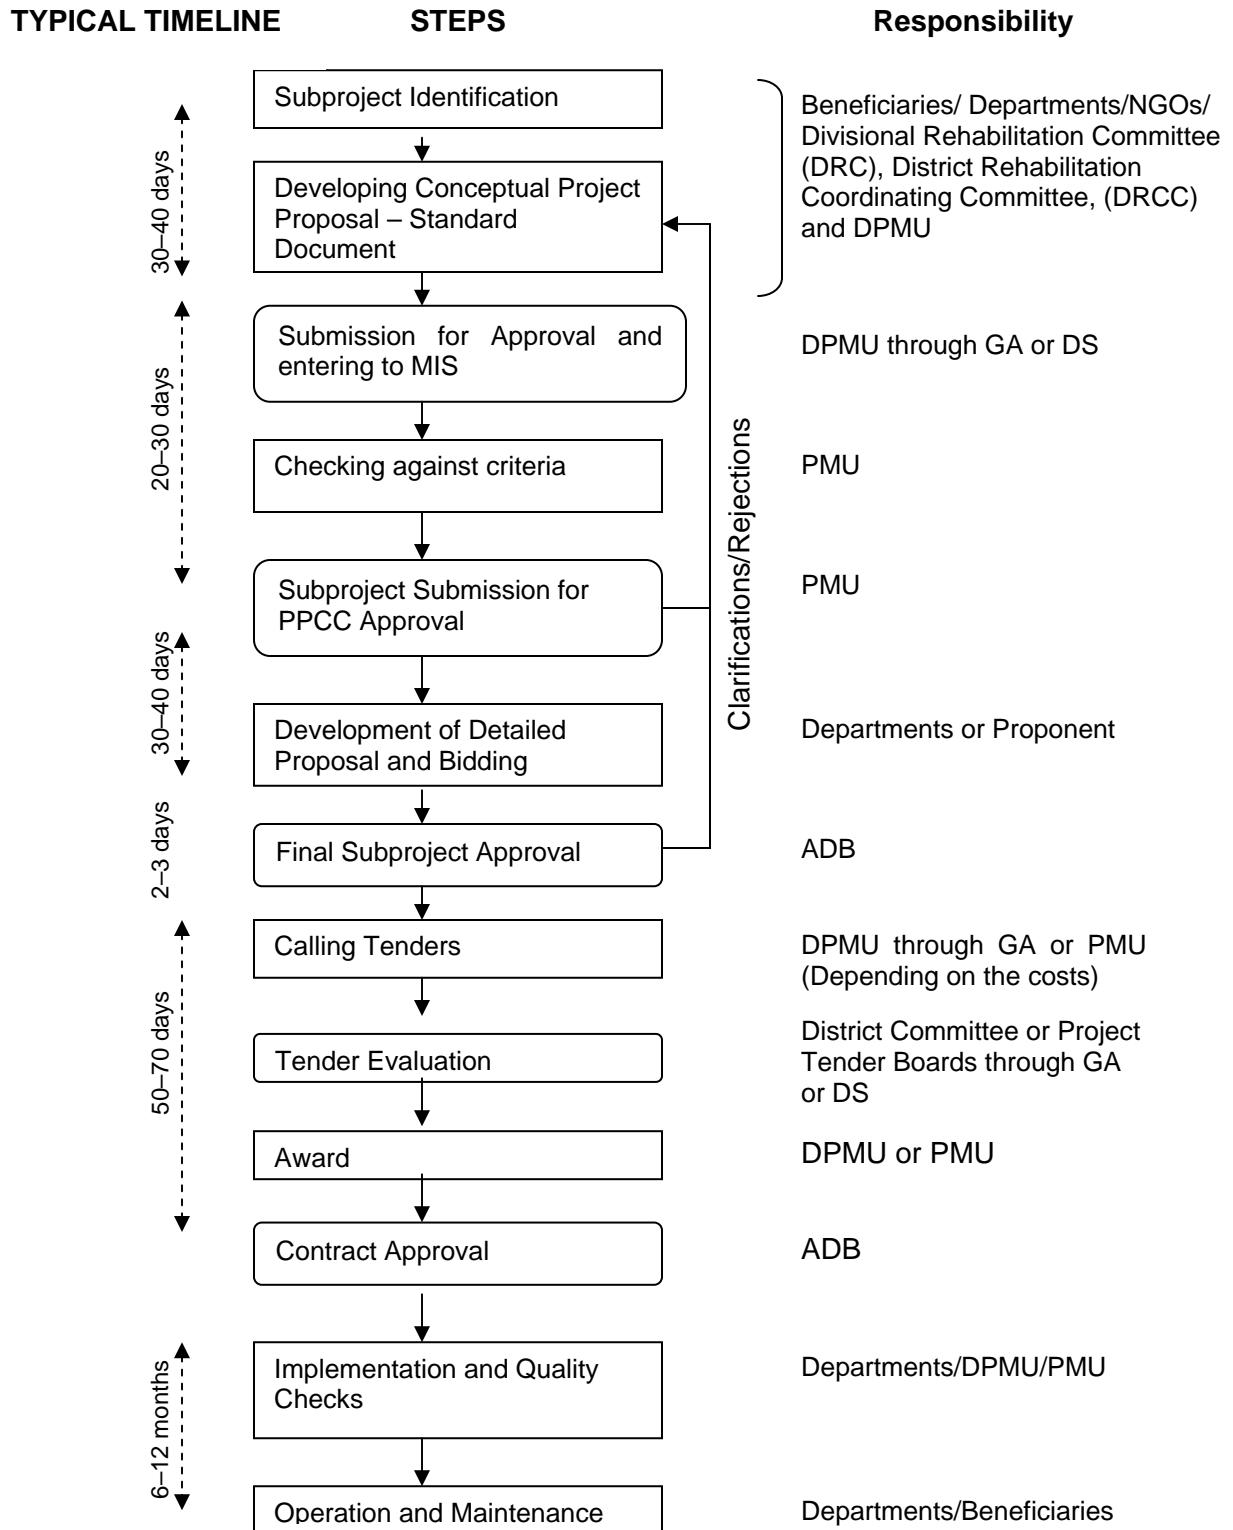 TYPICAL TIMELINE STEPS Responsibility
Subproject Identification
Beneficiaries/ Departments/NGOs/
Divisional Rehabilitation Committee
(DRC), District Rehabilitation
Coordinating Committee, (DRCC)
and DPMU
30–40 days
Developing Conceptual Project
Proposal – Standard
Document
Submission for Approval and
entering to MIS
DPMU through GA or DS
20–30 days
Checking against criteria
PMU
Clarifications/Rejections
Subproject Submission for
PPCC Approval
PMU
30–40 days
Development of Detailed
Proposal and Bidding
Departments or Proponent
2–3 days
Final Subproject Approval
ADB
Calling Tenders
DPMU through GA or PMU
(Depending on the costs)
50–70 days
Tender Evaluation
District Committee or Project
Tender Boards through GA
or DS
Award
DPMU or PMU
Contract Approval
ADB
6–12 months
Implementation and Quality
Checks
Departments/DPMU/PMU
Operation and Maintenance
Departments/Beneficiaries